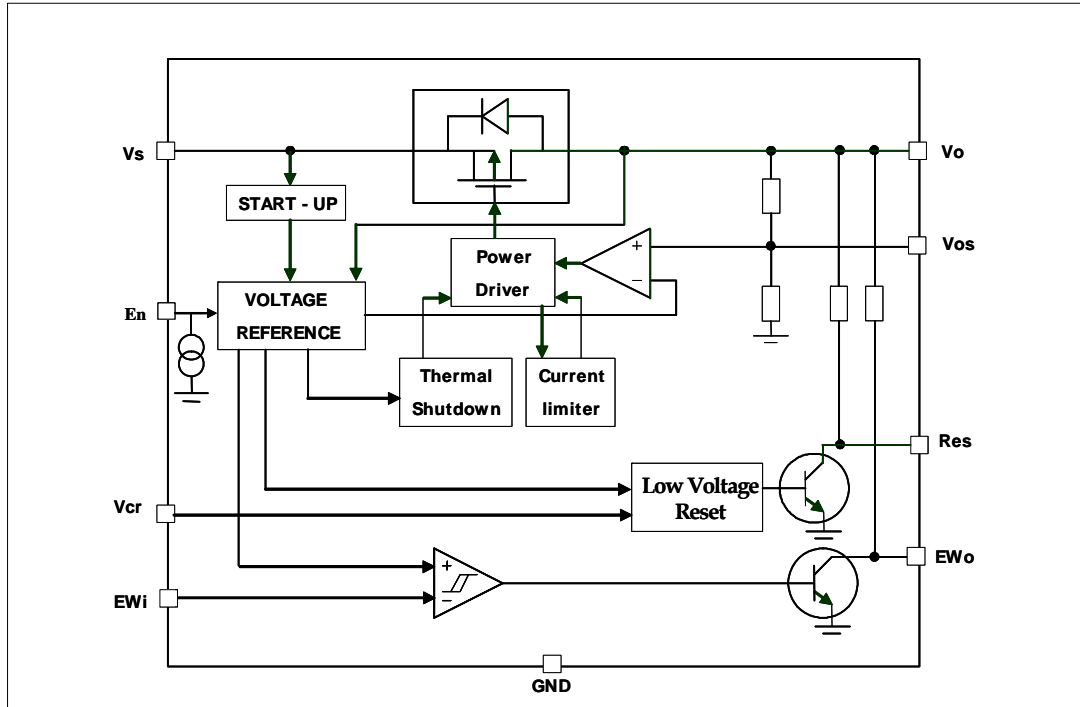 Vs
Vo
START - UP
Vos
Power
Driver
+
−
En
VOLTAGE
REFERENCE
Thermal
Shutdown
Current
limiter
Res
Low Voltage
Reset
Vcr
EWo
+
−
EWi
GND